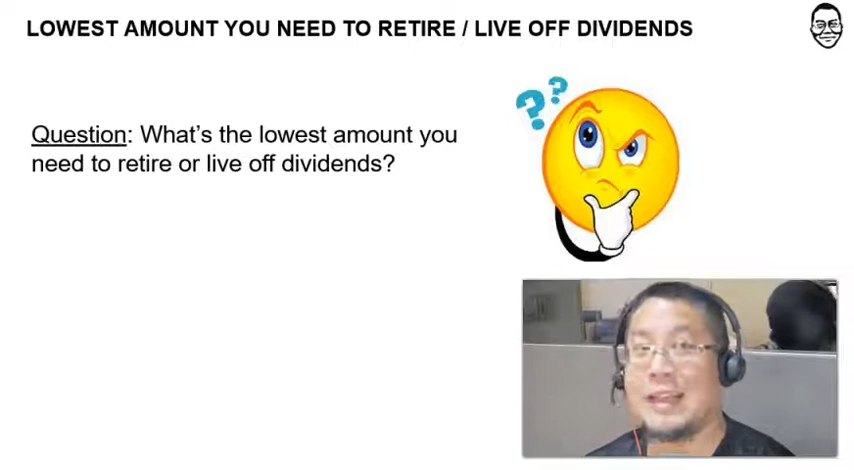 LOWEST AMOUNT YOU NEED TO RETIRE / LIVE OFF DIVIDENDS
Question: What’s the lowest amount you
need to retire or live off dividends?
??